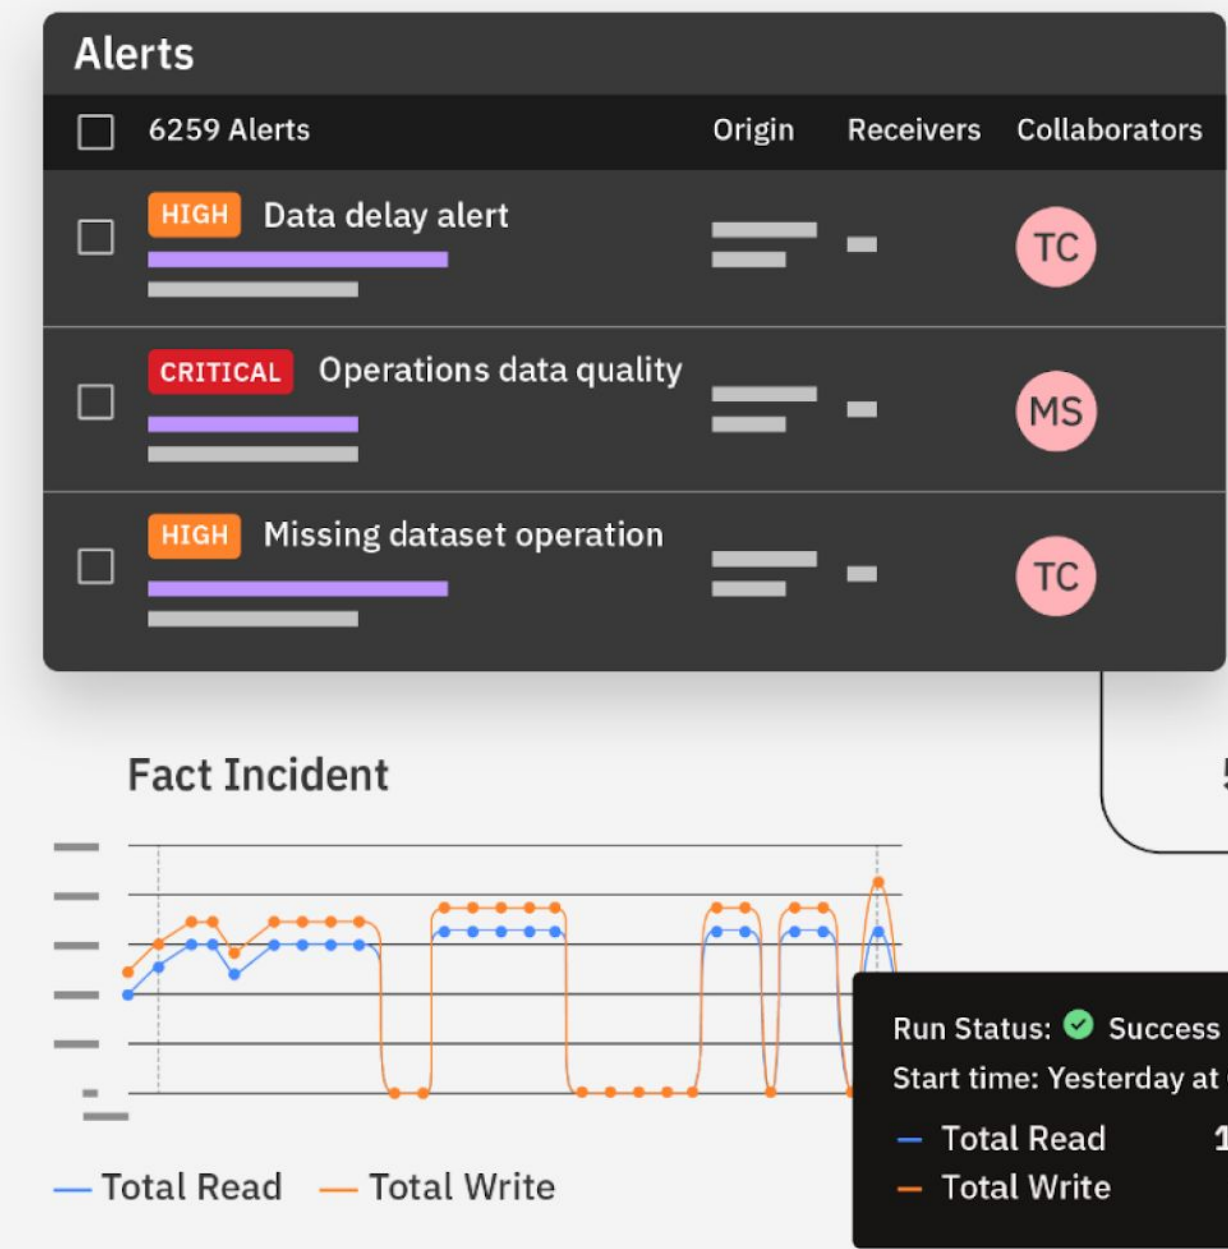 Alerts
6259 Alerts Origin Receivers Collaborators
HIGH Data delay alert
TC
CRITICAL Operations data quality
MS
HIGH Missing dataset operation
TC
Fact Incident
Run Status: Success
Start time: Yesterday at
Total Read
Total Write
Total Read Total Write